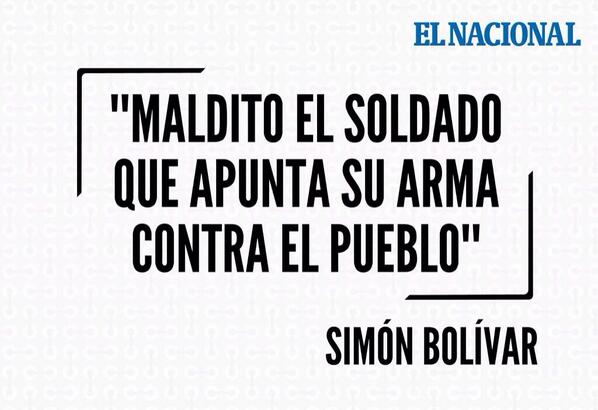 EL NACIONAL
"MALDITO EL SOLDADO
QUE APUNTA SU ARMA
CONTRA EL PUEBLO"
SIMÓN BOLÍVAR